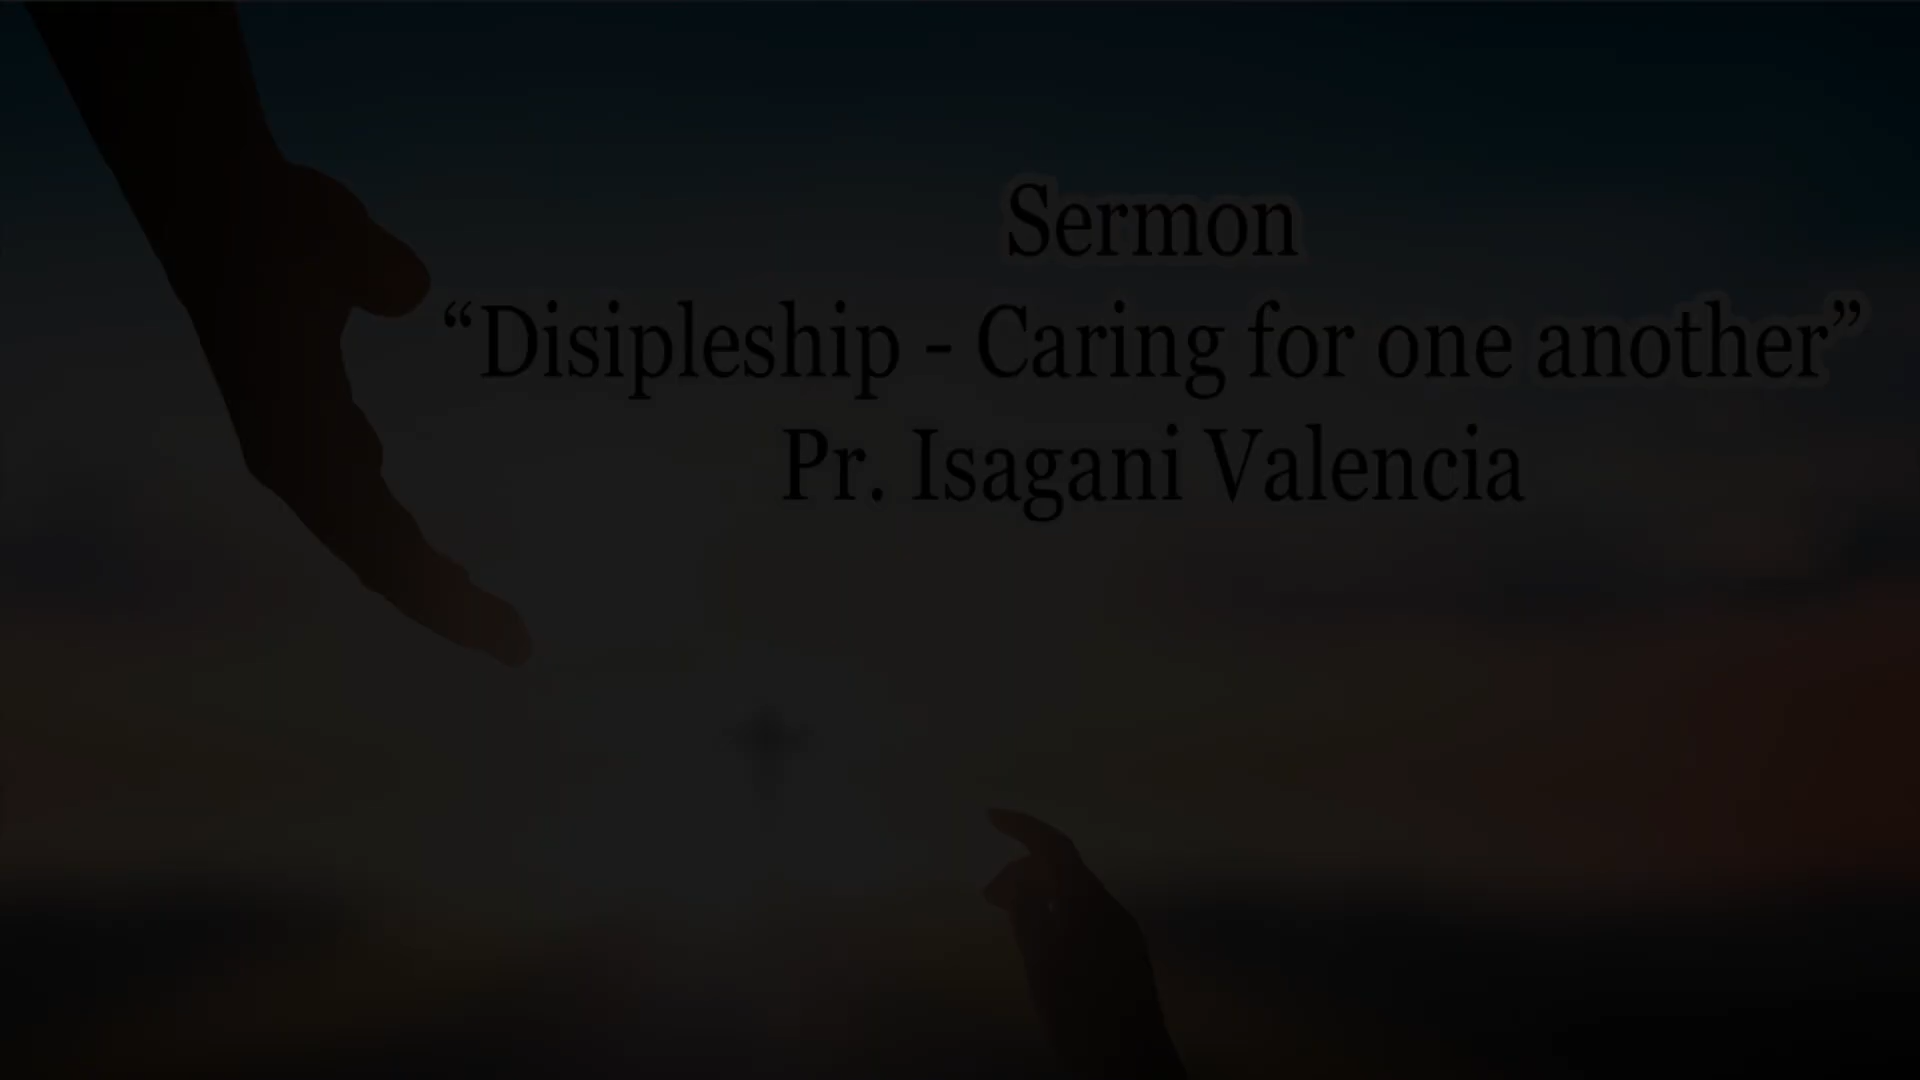 Sermon
“Disipleship - Caring for one another”
Pr. Isagani Valencia